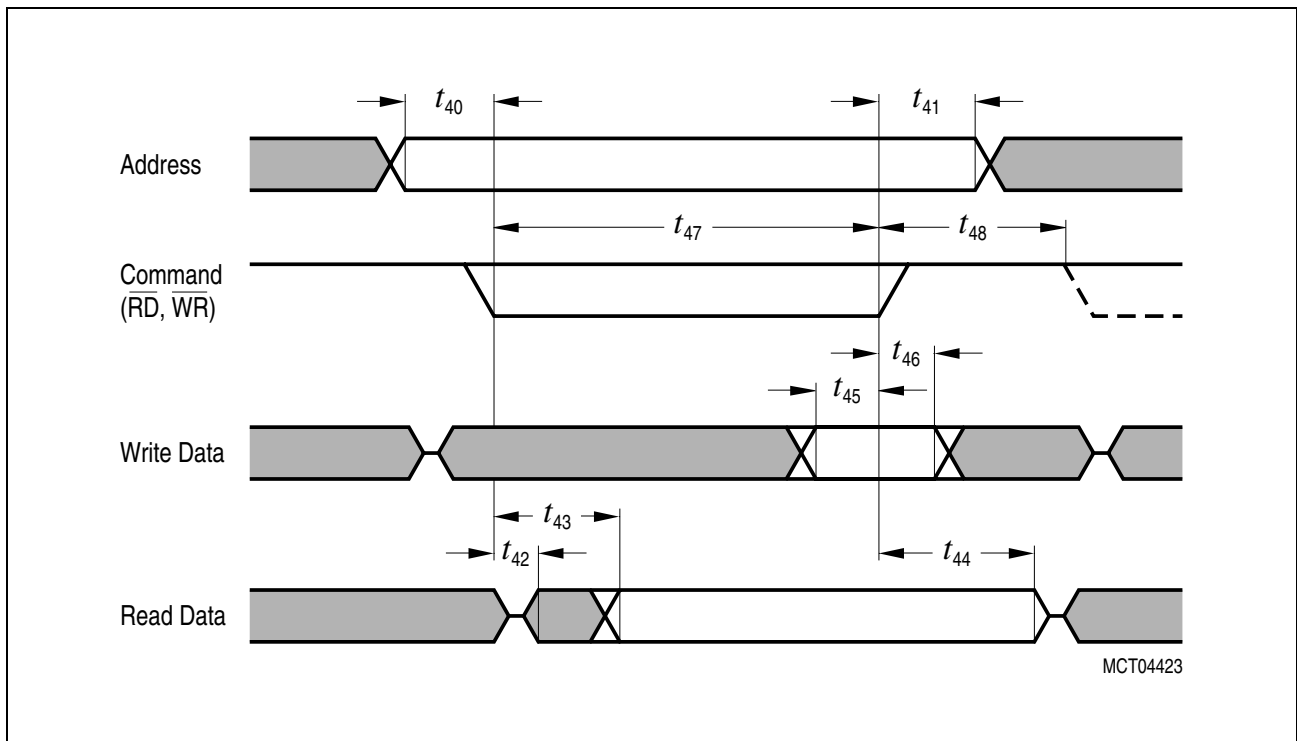 t40
t41
Address
t47
t48
Command
(RD, WR)
t46
t45
Write Data
t43
t42
t44
Read Data
MCT04423